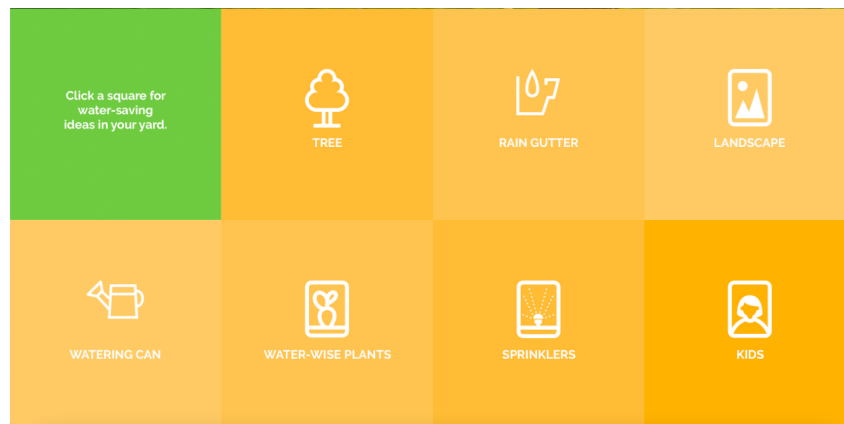 Click a square for
water-saving
ideas in your yard.
TREE
RAIN GUTTER
LANDSCAPE
WATERING CAN
WATER-WISE PLANTS
SPRINKLERS
KIDS